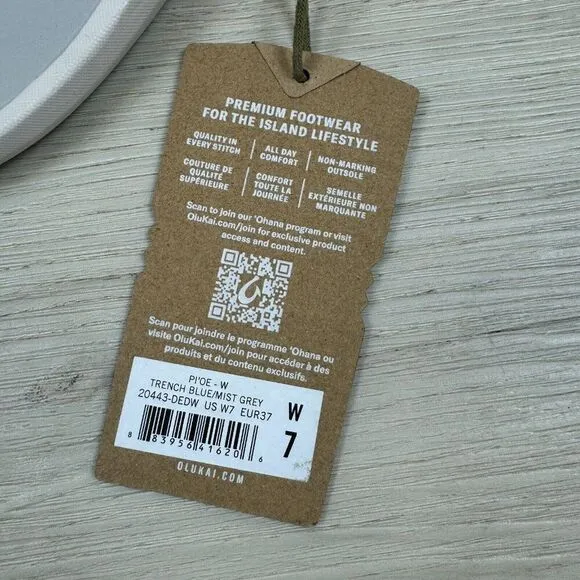 PREMIUM FOOTWEAR
FOR THE ISLAND LIFESTYLE
QUALITY IN
EVERY STITCH
ALL DAY
COMFORT
NON-MARKING
OUTSOLE
COUTURE DE
QUALITÉ
SUPÉRIEURE
CONFORT
TOUTE LA
JOURNÉE
SEMELLE
EXTÉRIEURE NON
MARQUANTE
Scan to join our 'Ohana program or visit
OluKai.com/join for exclusive product
access and content.
Scan pour joindre le programme 'Ohana ou
visite OluKai.com/join pour accéder à des
produits et du contenu exclusifs.
PI'OE - W
TRENCH BLUE/MIST GREY
20443-DEDW US W7 EUR37
W
7
8 83956 41620 6
OLUKAI.COM